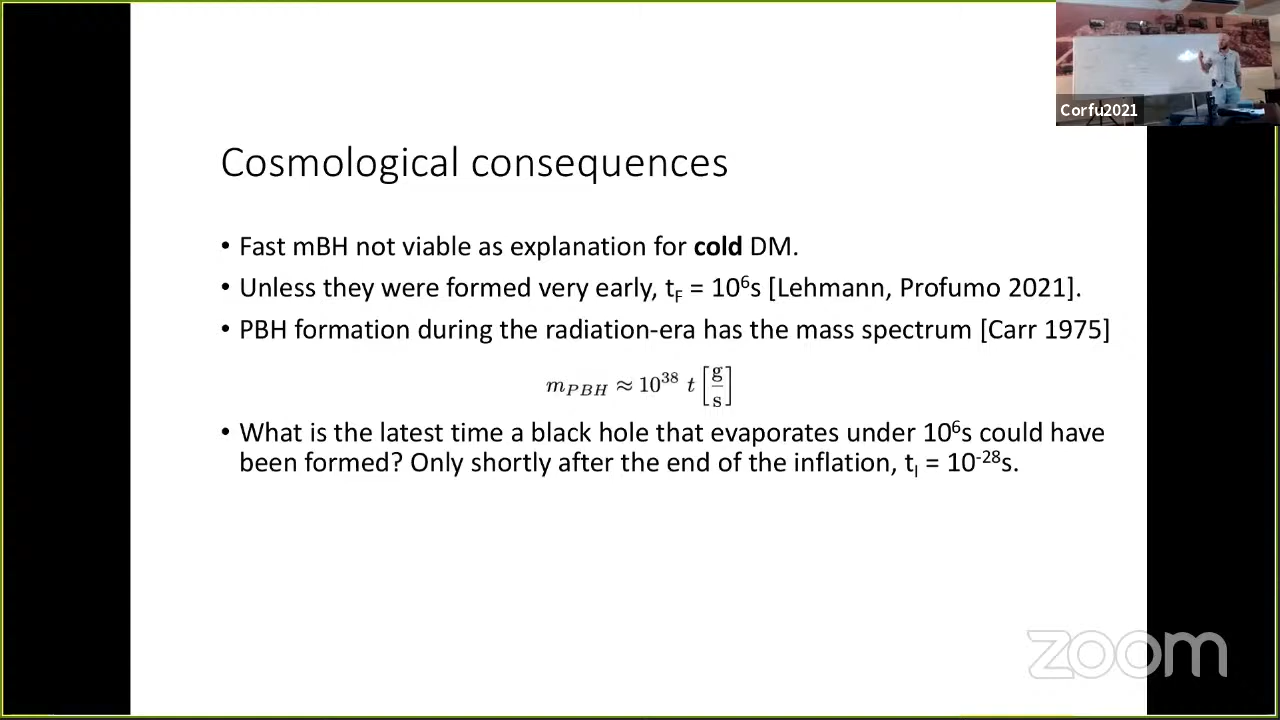 Corfu2021
Cosmological consequences
• Fast mBH not viable as explanation for cold DM.
• Unless they were formed very early, t_F = 10⁶s [Lehmann, Profumo 2021].
• PBH formation during the radiation-era has the mass spectrum [Carr 1975]
m_PBH ≈ 10³⁸ t [g/s]
• What is the latest time a black hole that evaporates under 10⁶s could have
been formed? Only shortly after the end of the inflation, t_I = 10⁻²⁸s.
zoom